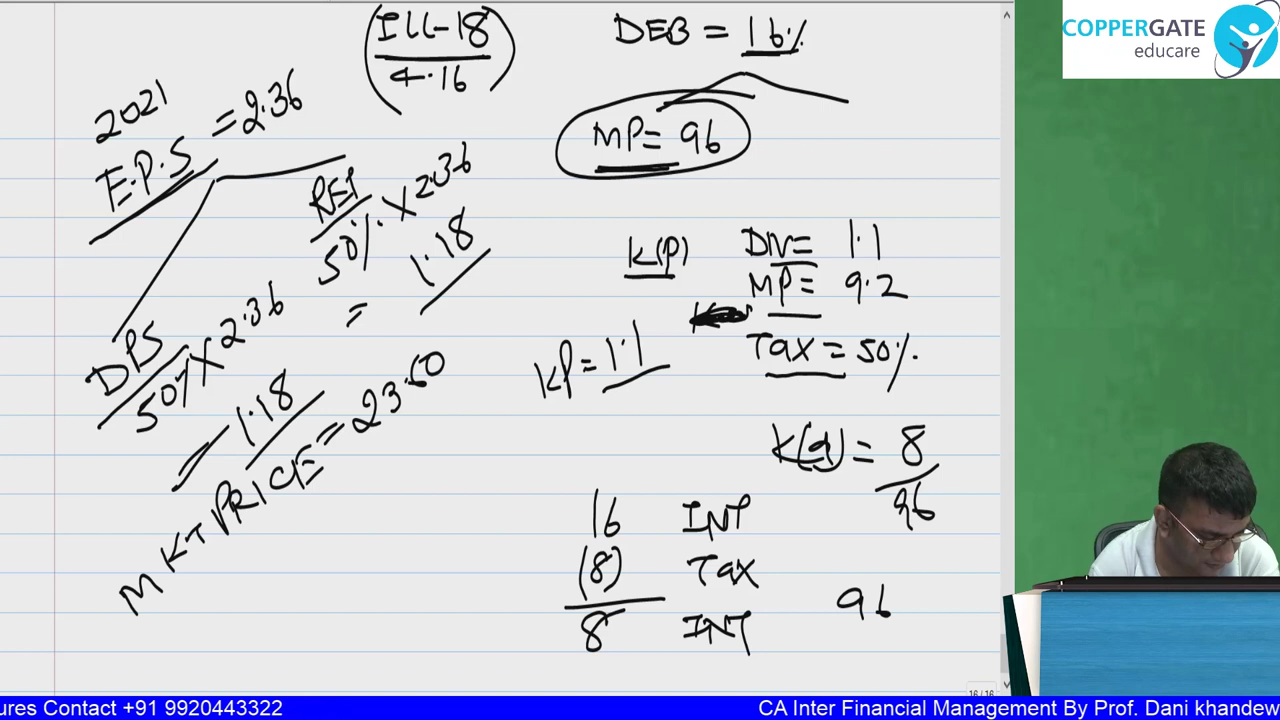 (ILL-18
4.16)
DEB = 16%
MP = 96
2021
E.P.S = 2.36
RET
50% X 2.36
= 1.18
DPS
50% X 2.36
= 1.18
MKT PRICE = 23.60
K(P)
DIV = 1.1
MP = 9.2
Tax = 50%
KP = 1.1
K(d) = 8
96
16 INT
(8) Tax
8 INT
96
COPPERGATE
educare
16 / 16
ures Contact +91 9920443322
CA Inter Financial Management By Prof. Dani khandew